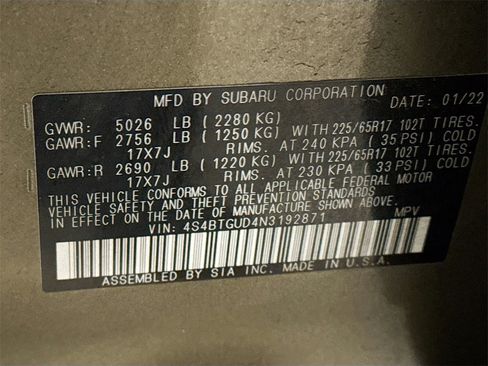 MFD BY SUBARU CORPORATION DATE: 01/22
GVWR: 5026 LB (2280 KG)
GAWR:F 2756 LB (1250 KG) WITH 225/65R17 102T TIRES.
17X7J RIMS. AT 240 KPA (35 PSI) COLD
GAWR:R 2690 LB (1220 KG) WITH 225/65R17 102T TIRES.
17X7J RIMS. AT 230 KPA (33 PSI) COLD
THIS VEHICLE CONFORMS TO ALL APPLICABLE FEDERAL MOTOR
VEHICLE SAFETY AND THEFT PREVENTION STANDARDS
IN EFFECT ON THE DATE OF MANUFACTURE SHOWN ABOVE.
VIN: 4S4BTGUD4N3192871 MPV
ASSEMBLED BY SIA INC. MADE IN U.S.A.